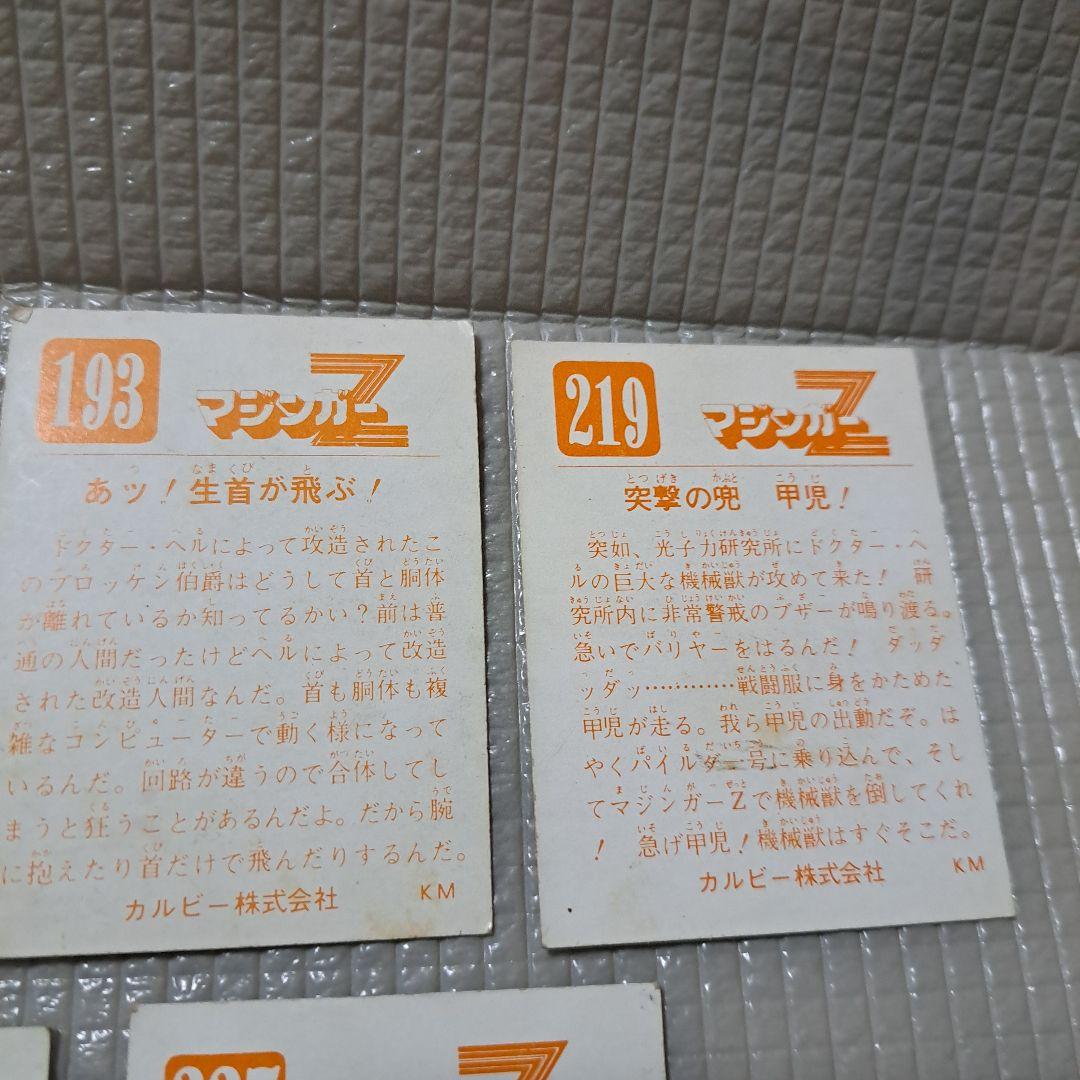 193
マジンガーZ
あッ！生首が飛ぶ！
ドクター・ヘルによって攻造されたこ
のブロッケン伯爵はどうして首と胴体
が離れているか知ってるかい？前は普
通の人間だったけどヘルによって改造
された改造人間なんだ。首も胴体も複
雑なコンピューターで動く様になって
いるんだ。回路が違うので合体してし
まうと狂うことがあるんだよ。だから腕
に抱えたり首だけで飛んだりするんだ。
カルビー株式会社 KM
219
マジンガーZ
突撃の兜 甲児！
突如、光子力研究所にドクター・ヘ
ルの巨大な機械獣が攻めて来た！ 研
究所内に非常警戒のブザーが鳴り渡る。
急いでバリヤーをはるんだ！ ダッダ
ッダッ…………戦闘服に身をかためた
甲児が走る。我ら甲児の出動だぞ。は
やくパイルダー号に乗り込んで、そし
てマジンガーZで機械獣を倒してくれ
！ 急げ甲児！機械獣はすぐそこだ。
カルビー株式会社 KM
Z